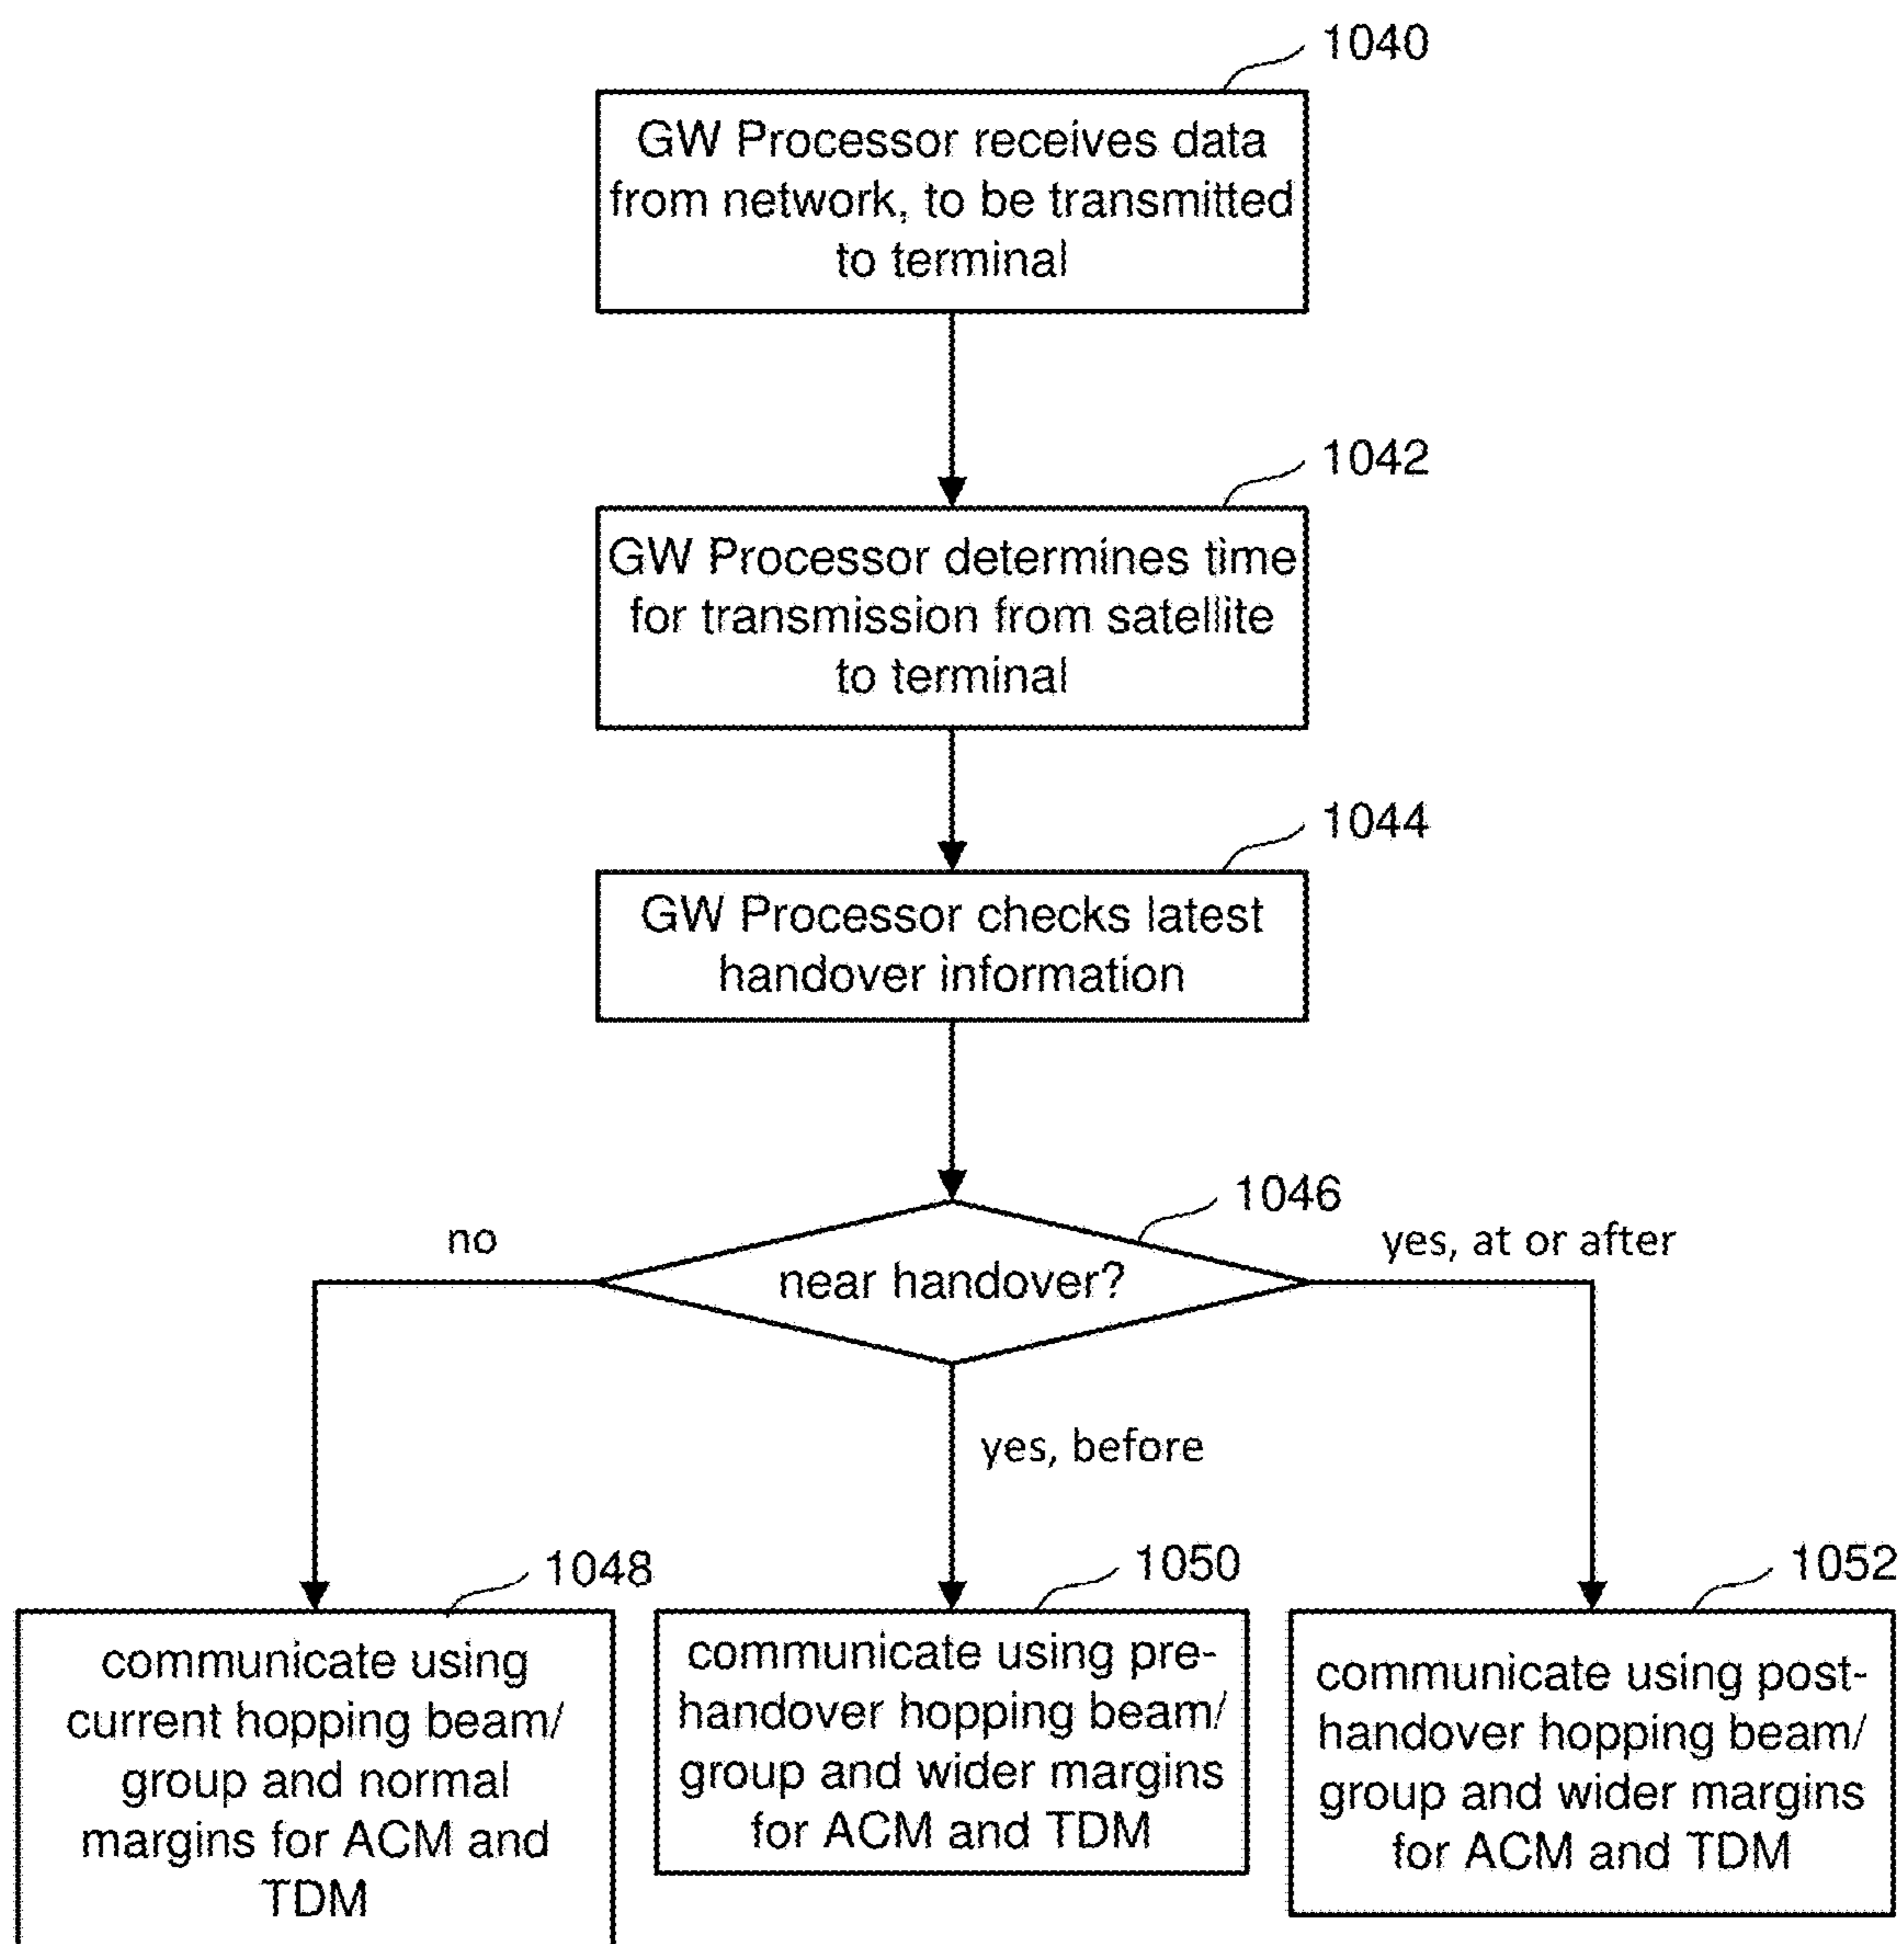 1040
GW Processor receives data
from network, to be transmitted
to terminal
1042
GW Processor determines time
for transmission from satellite
to terminal
1044
GW Processor checks latest
handover information
1046
near handover?
no
yes, at or after
yes, before
1048
communicate using
current hopping beam/
group and normal
margins for ACM and
TDM
1050
communicate using pre-
handover hopping beam/
group and wider margins
for ACM and TDM
1052
communicate using post-
handover hopping beam/
group and wider margins
for ACM and TDM